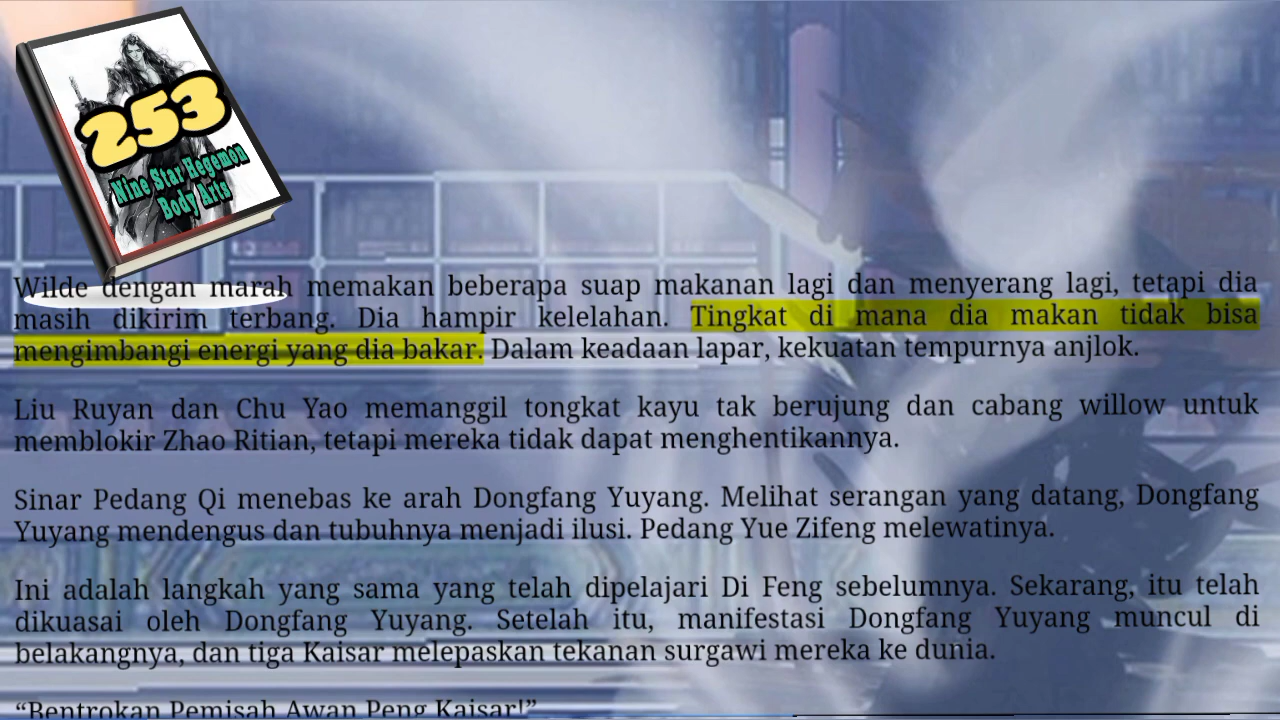 253
Nine Star Hegemon
Body Arts
Wilde dengan marah memakan beberapa suap makanan lagi dan menyerang lagi, tetapi dia
masih dikirim terbang. Dia hampir kelelahan. Tingkat di mana dia makan tidak bisa
mengimbangi energi yang dia bakar. Dalam keadaan lapar, kekuatan tempurnya anjlok.
Liu Ruyan dan Chu Yao memanggil tongkat kayu tak berujung dan cabang willow untuk
memblokir Zhao Ritian, tetapi mereka tidak dapat menghentikannya.
Sinar Pedang Qi menebas ke arah Dongfang Yuyang. Melihat serangan yang datang, Dongfang
Yuyang mendengus dan tubuhnya menjadi ilusi. Pedang Yue Zifeng melewatinya.
Ini adalah langkah yang sama yang telah dipelajari Di Feng sebelumnya. Sekarang, itu telah
dikuasai oleh Dongfang Yuyang. Setelah itu, manifestasi Dongfang Yuyang muncul di
belakangnya, dan tiga Kaisar melepaskan tekanan surgawi mereka ke dunia.
“Bentrokan Pemisah Awan Peng Kaisar!”